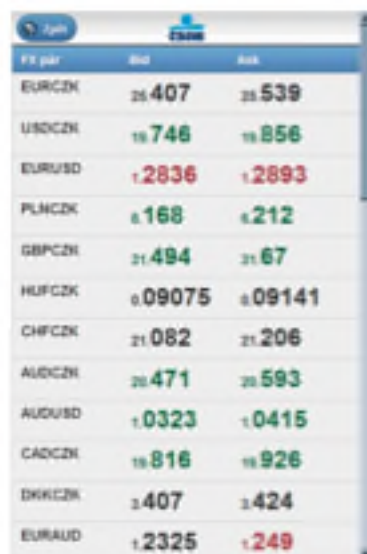 Zpět
ČSOB
FX pár Bid Ask
EURCZK 25.407 25.539
USDCZK 19.746 19.856
EURUSD 1.2836 1.2893
PLNCZK 6.168 6.212
GBPCZK 31.494 31.67
HUFCZK 0.09075 0.09141
CHFCZK 21.082 21.206
AUDCZK 20.471 20.593
AUDUSD 1.0323 1.0415
CADCZK 19.816 19.926
DKKCZK 3.407 3.424
EURAUD 1.2325 1.249